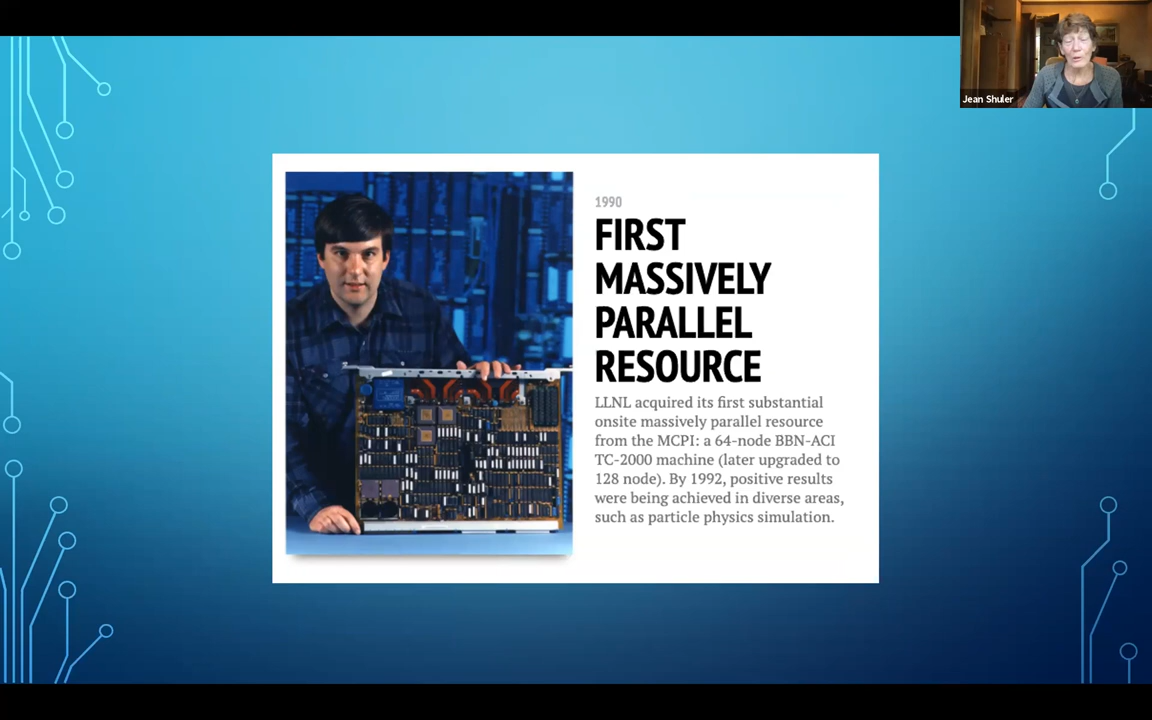 Jean Shuler
1990
FIRST
MASSIVELY
PARALLEL
RESOURCE
LLNL acquired its first substantial
onsite massively parallel resource
from the MCPI: a 64-node BBN-ACI
TC-2000 machine (later upgraded to
128 node). By 1992, positive results
were being achieved in diverse areas,
such as particle physics simulation.